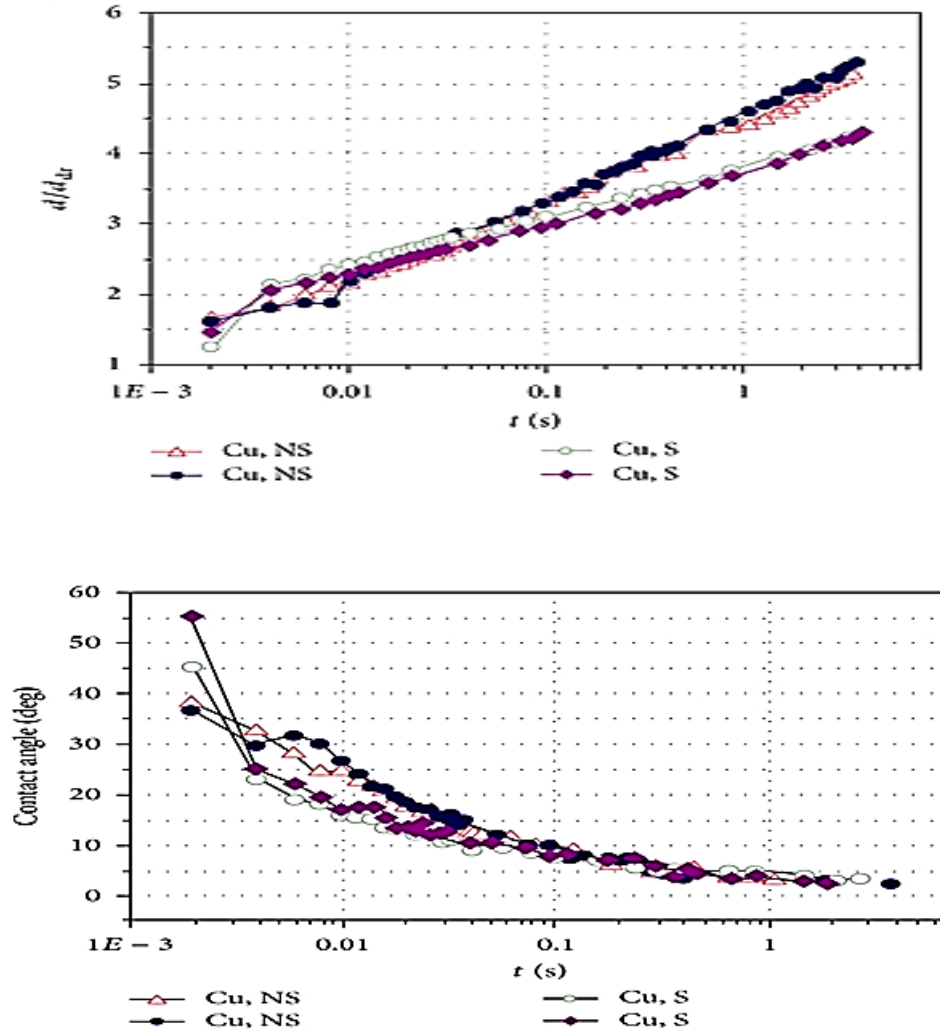 6
5
4
3
2
1
d/d_dr
1E − 3 0.01 0.1 1
t (s)
Cu, NS Cu, S
Cu, NS Cu, S
60
50
40
30
20
10
0
Contact angle (deg)
1E − 3 0.01 0.1 1
t (s)
Cu, NS Cu, S
Cu, NS Cu, S